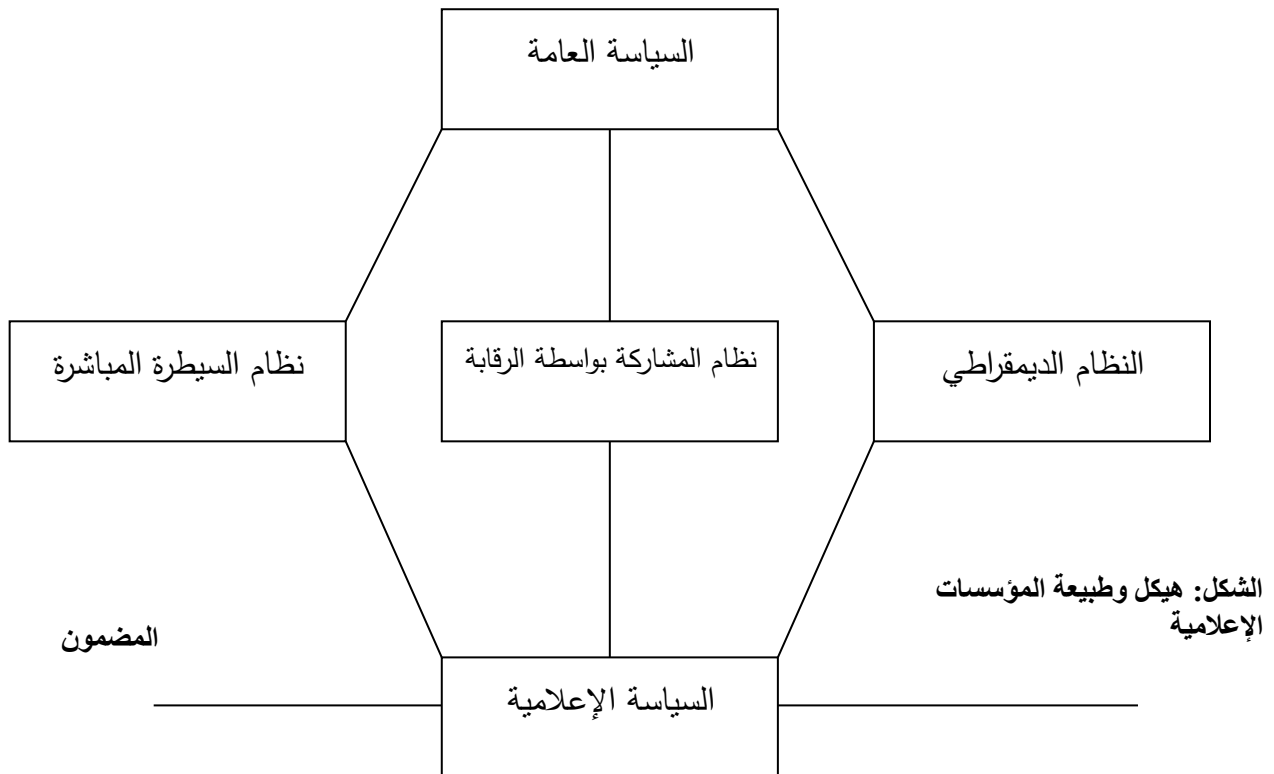 السياسة العامة
النظام الديمقراطي
نظام المشاركة بواسطة الرقابة
نظام السيطرة المباشرة
الشكل: هيكل وطبيعة المؤسسات
الإعلامية
المضمون
السياسة الإعلامية